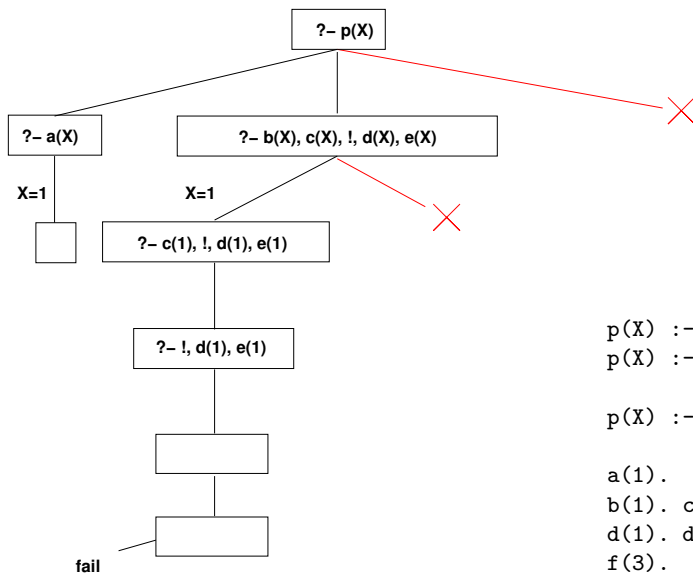 ?– p(X)
?– a(X)
?– b(X), c(X), !, d(X), e(X)
X=1
X=1
?– c(1), !, d(1), e(1)
?– !, d(1), e(1)
fail
p(X) :–
p(X) :–
p(X) :–
a(1).
b(1). c
d(1). d
f(3).